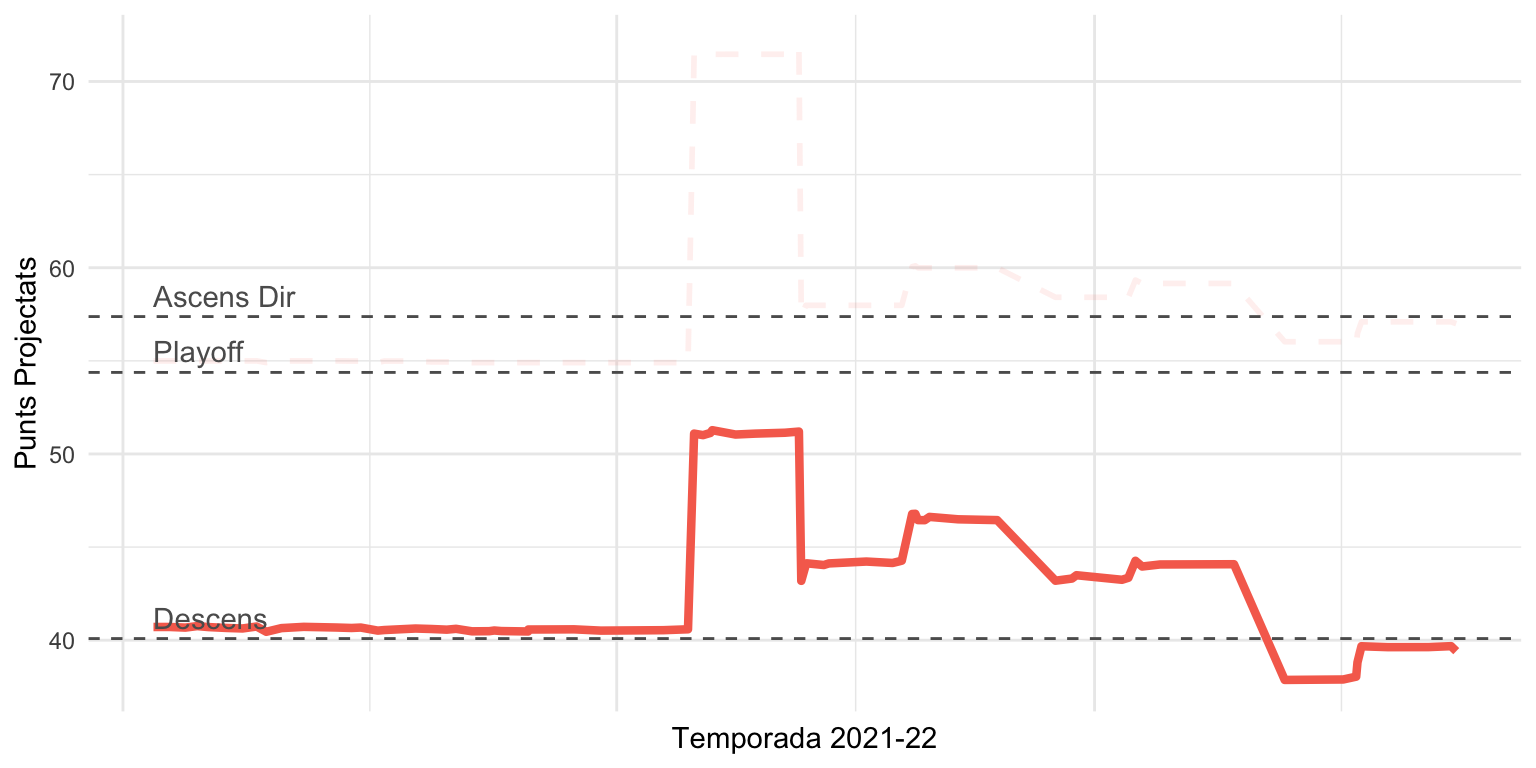 70
60
50
40
Punts Projectats
Ascens Dir
Playoff
Descens
Temporada 2021-22